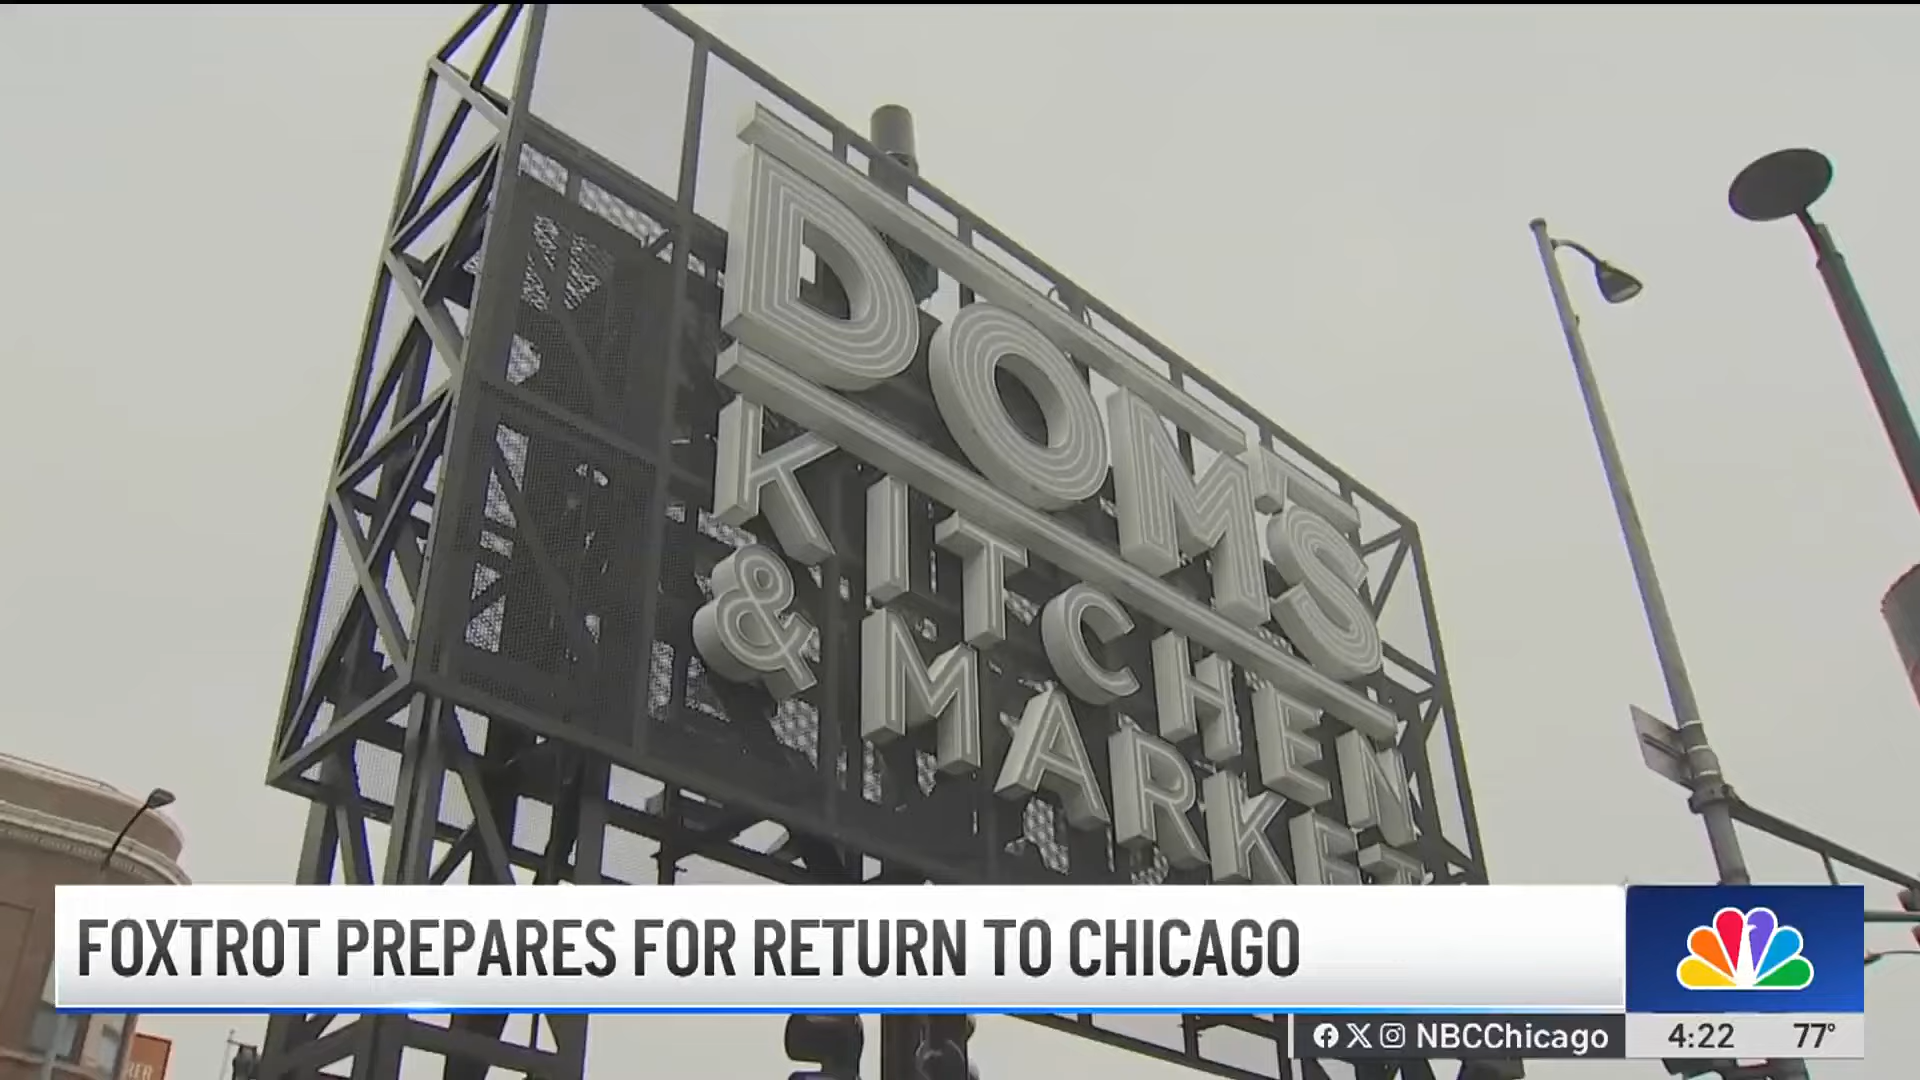 DOM'S
KITCHEN
& MARKET
FOXTROT PREPARES FOR RETURN TO CHICAGO
NBCChicago
4:22 77°